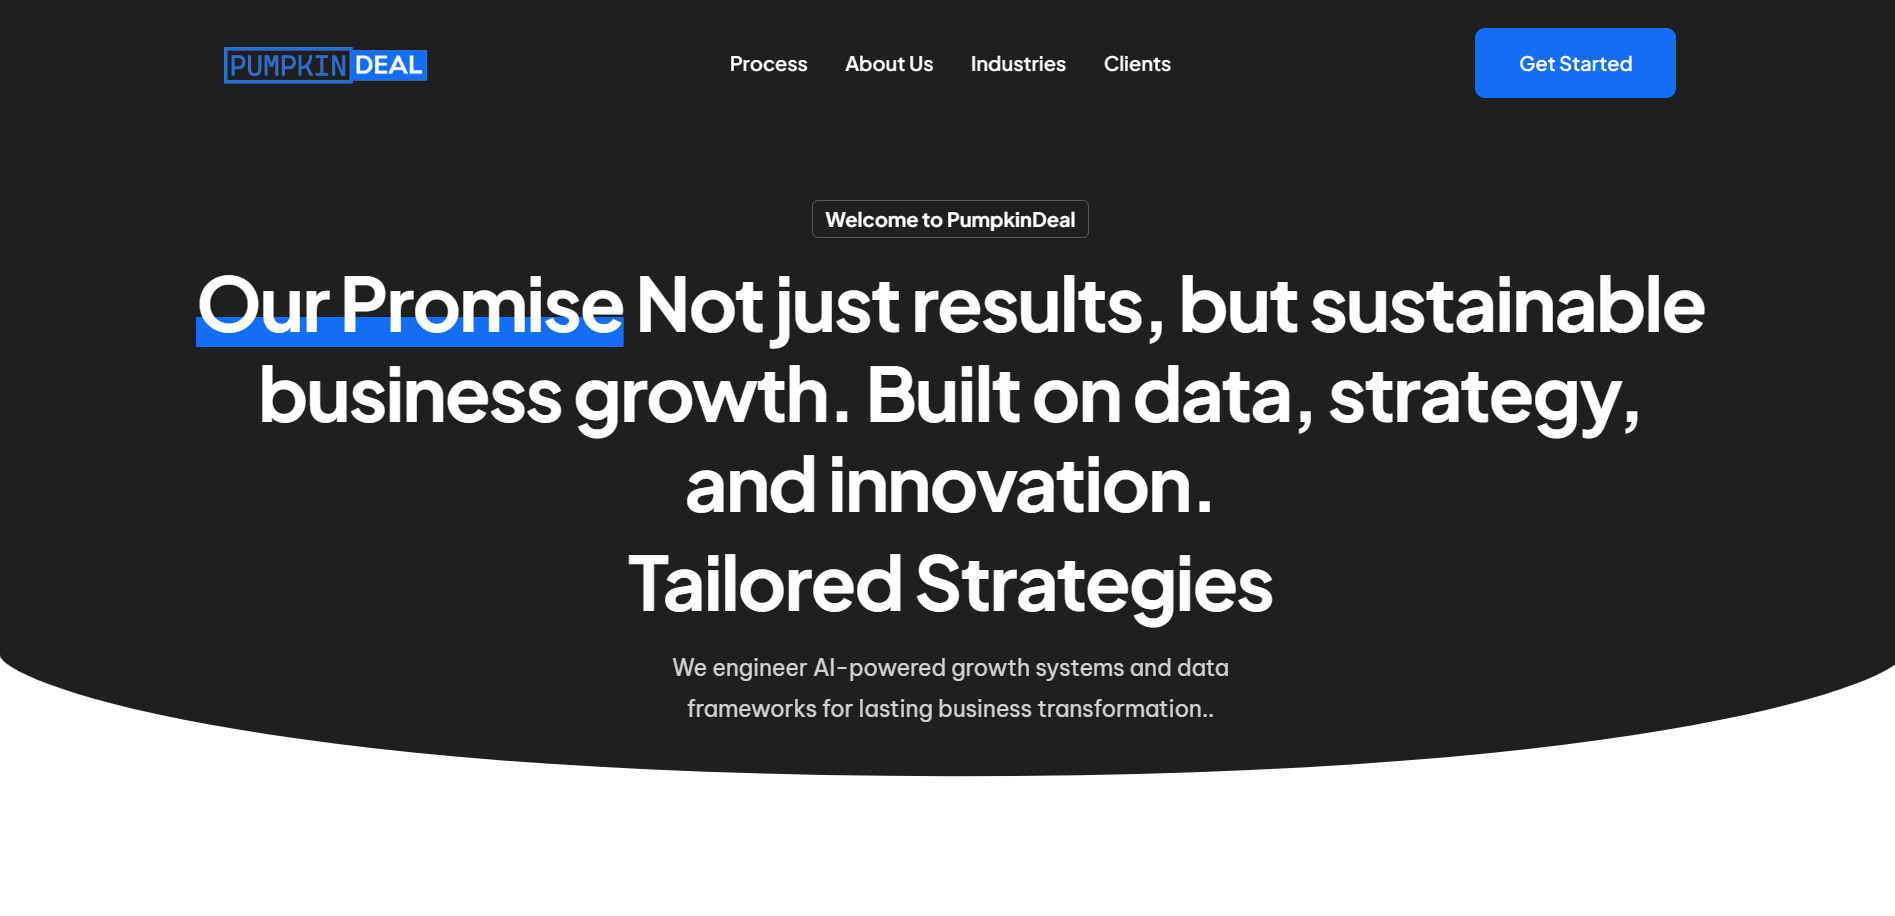 PUMPKIN DEAL
Process
About Us
Industries
Clients
Get Started
Welcome to PumpkinDeal
Our Promise Not just results, but sustainable
business growth. Built on data, strategy,
and innovation.
Tailored Strategies
We engineer AI-powered growth systems and data
frameworks for lasting business transformation..